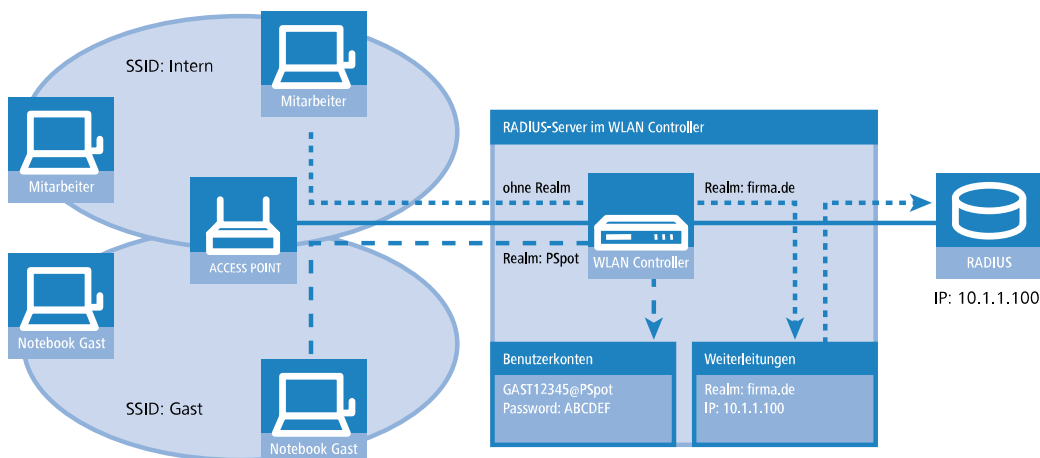 SSID: Intern
Mitarbeiter
Mitarbeiter
ACCESS POINT
Notebook Gast
SSID: Gast
Notebook Gast
RADIUS-Server im WLAN Controller
ohne Realm
Realm: firma.de
Realm: PSpot
WLAN Controller
Benutzerkonten
GAST12345@PSpot
Password: ABCDEF
Weiterleitungen
Realm: firma.de
IP: 10.1.1.100
RADIUS
IP: 10.1.1.100